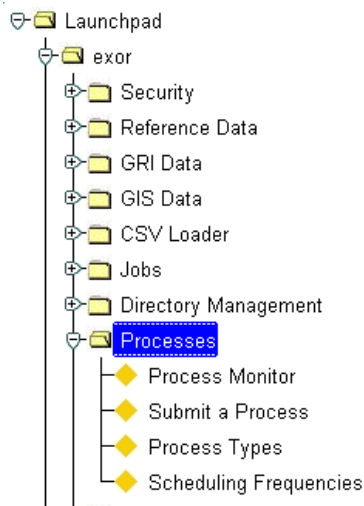 Launchpad
exor
Security
Reference Data
GRI Data
GIS Data
CSV Loader
Jobs
Directory Management
Processes
Process Monitor
Submit a Process
Process Types
Scheduling Frequencies